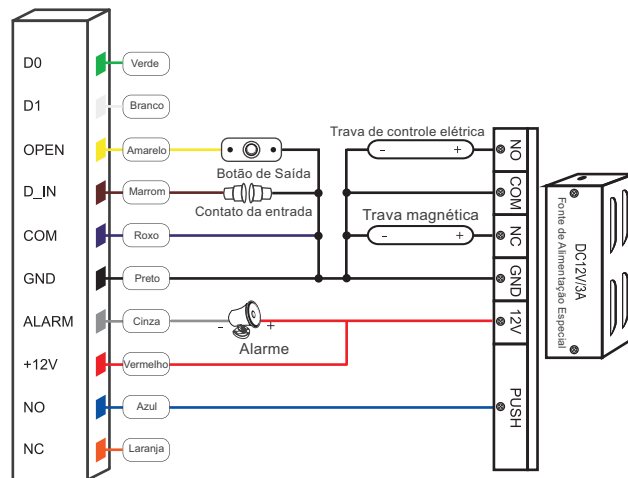 D0
Verde
D1
Branco
OPEN
Amarelo
Botão de Saída
D_IN
Marrom
Contato da entrada
COM
Roxo
GND
Preto
ALARM
Cinza
-
+
Alarme
+12V
Vermelho
NO
Azul
NC
Laranja
Trava de controle elétrica
-
+
Trava magnética
-
+
NO
COM
NC
GND
12V
PUSH
DC12V/3A
Fonte de Alimentação Especial